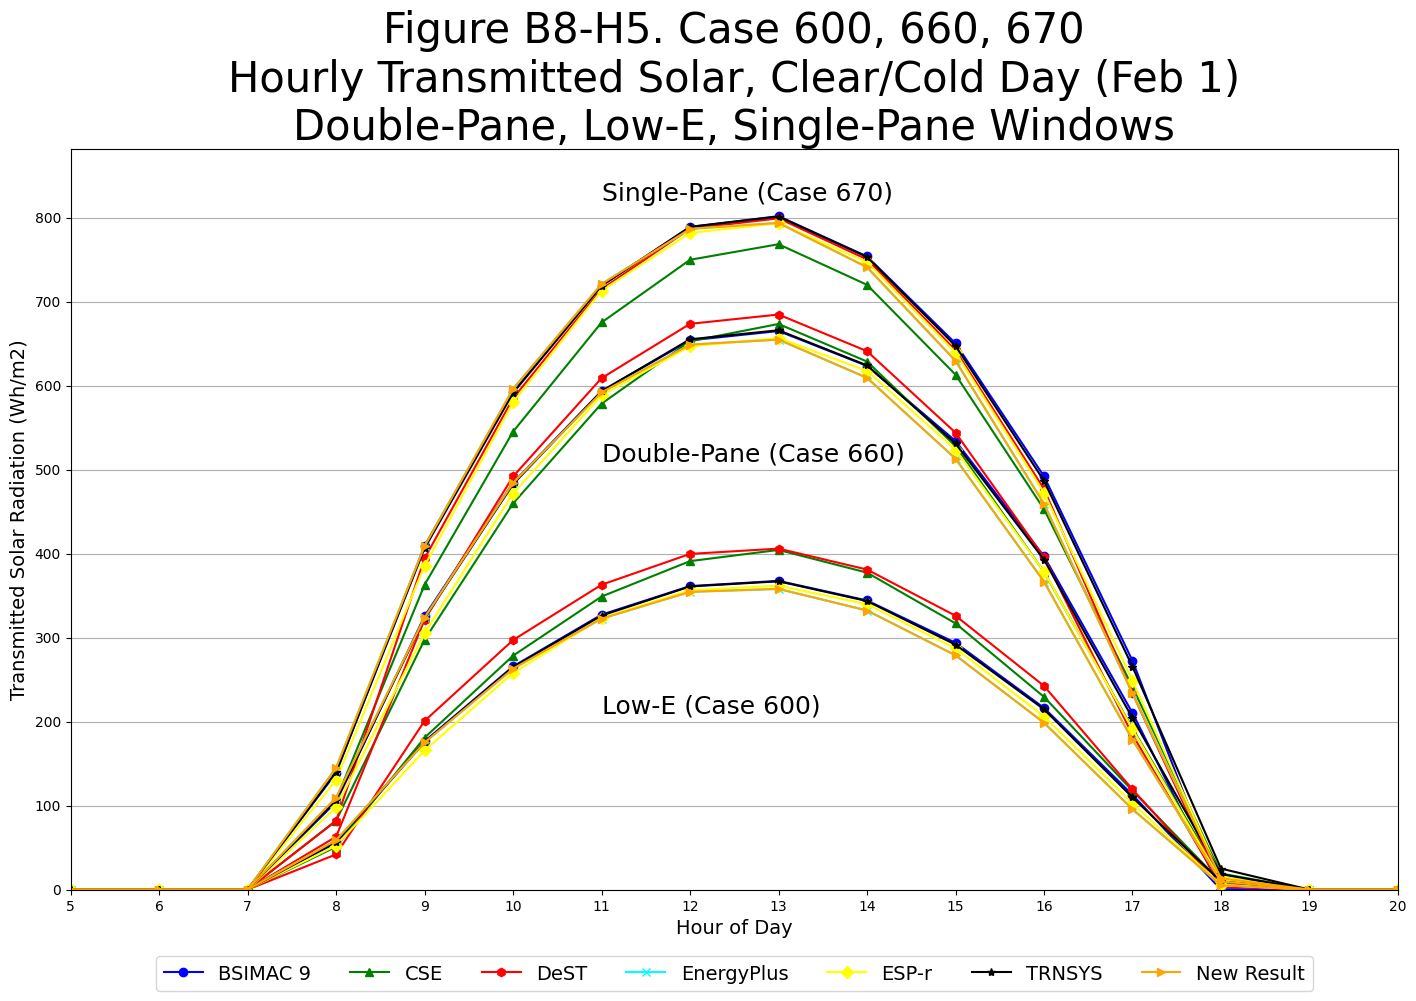 Figure B8-H5. Case 600, 660, 670
Hourly Transmitted Solar, Clear/Cold Day (Feb 1)
Double-Pane, Low-E, Single-Pane Windows
Transmitted Solar Radiation (Wh/m2)
800
700
600
500
400
300
200
100
0
Single-Pane (Case 670)
Double-Pane (Case 660)
Low-E (Case 600)
5 6 7 8 9 10 11 12 13 14 15 16 17 18 19 20
Hour of Day
BSIMAC 9 CSE DeST EnergyPlus ESP-r TRNSYS New Result